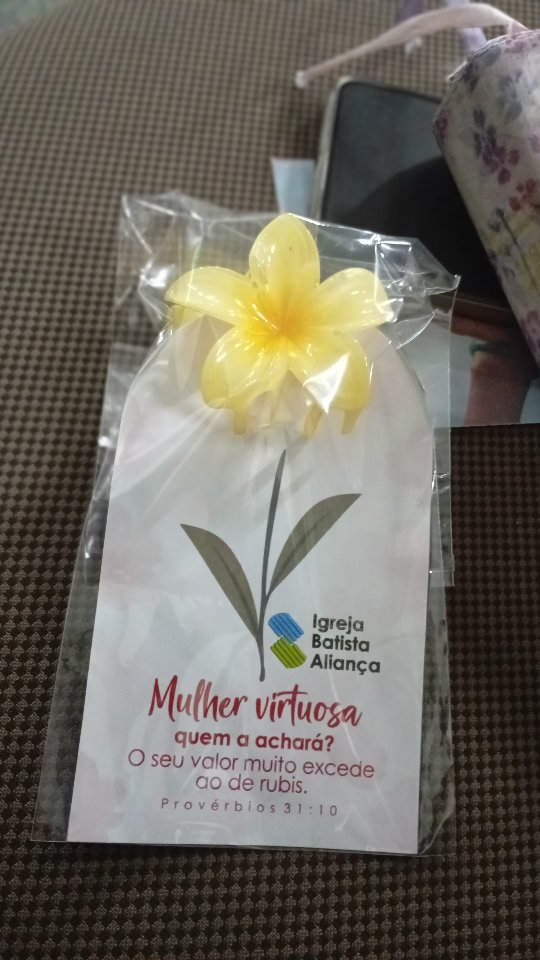 Igreja
Batista
Aliança
Mulher virtuosa
quem a achará?
O seu valor muito excede
ao de rubis.
Provérbios 31:10